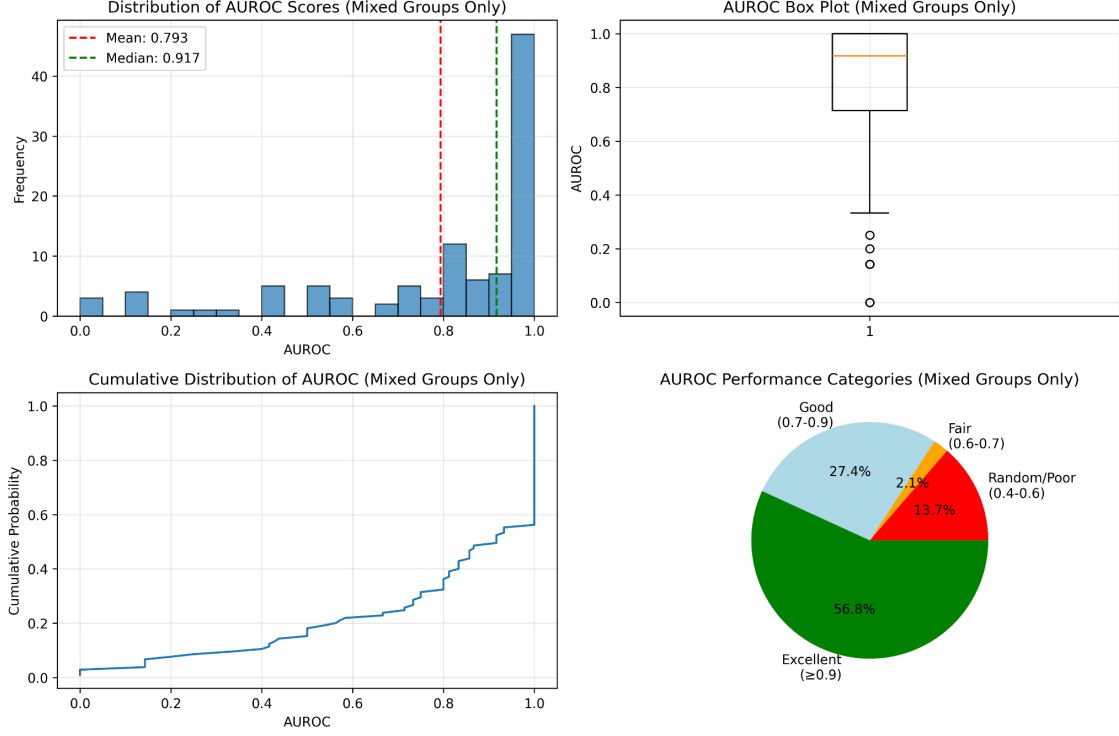 Distribution of AUROC Scores (Mixed Groups Only)
Mean: 0.793
Median: 0.917
Frequency
40
30
20
10
0
0.0 0.2 0.4 0.6 0.8 1.0
AUROC
AUROC Box Plot (Mixed Groups Only)
AUROC
1.0
0.8
0.6
0.4
0.2
0.0
1
Cumulative Distribution of AUROC (Mixed Groups Only)
Cumulative Probability
1.0
0.8
0.6
0.4
0.2
0.0
0.0 0.2 0.4 0.6 0.8 1.0
AUROC
AUROC Performance Categories (Mixed Groups Only)
Good
(0.7-0.9)
Fair
(0.6-0.7)
Random/Poor
(0.4-0.6)
27.4%
2.1%
13.7%
56.8%
Excellent
(≥0.9)